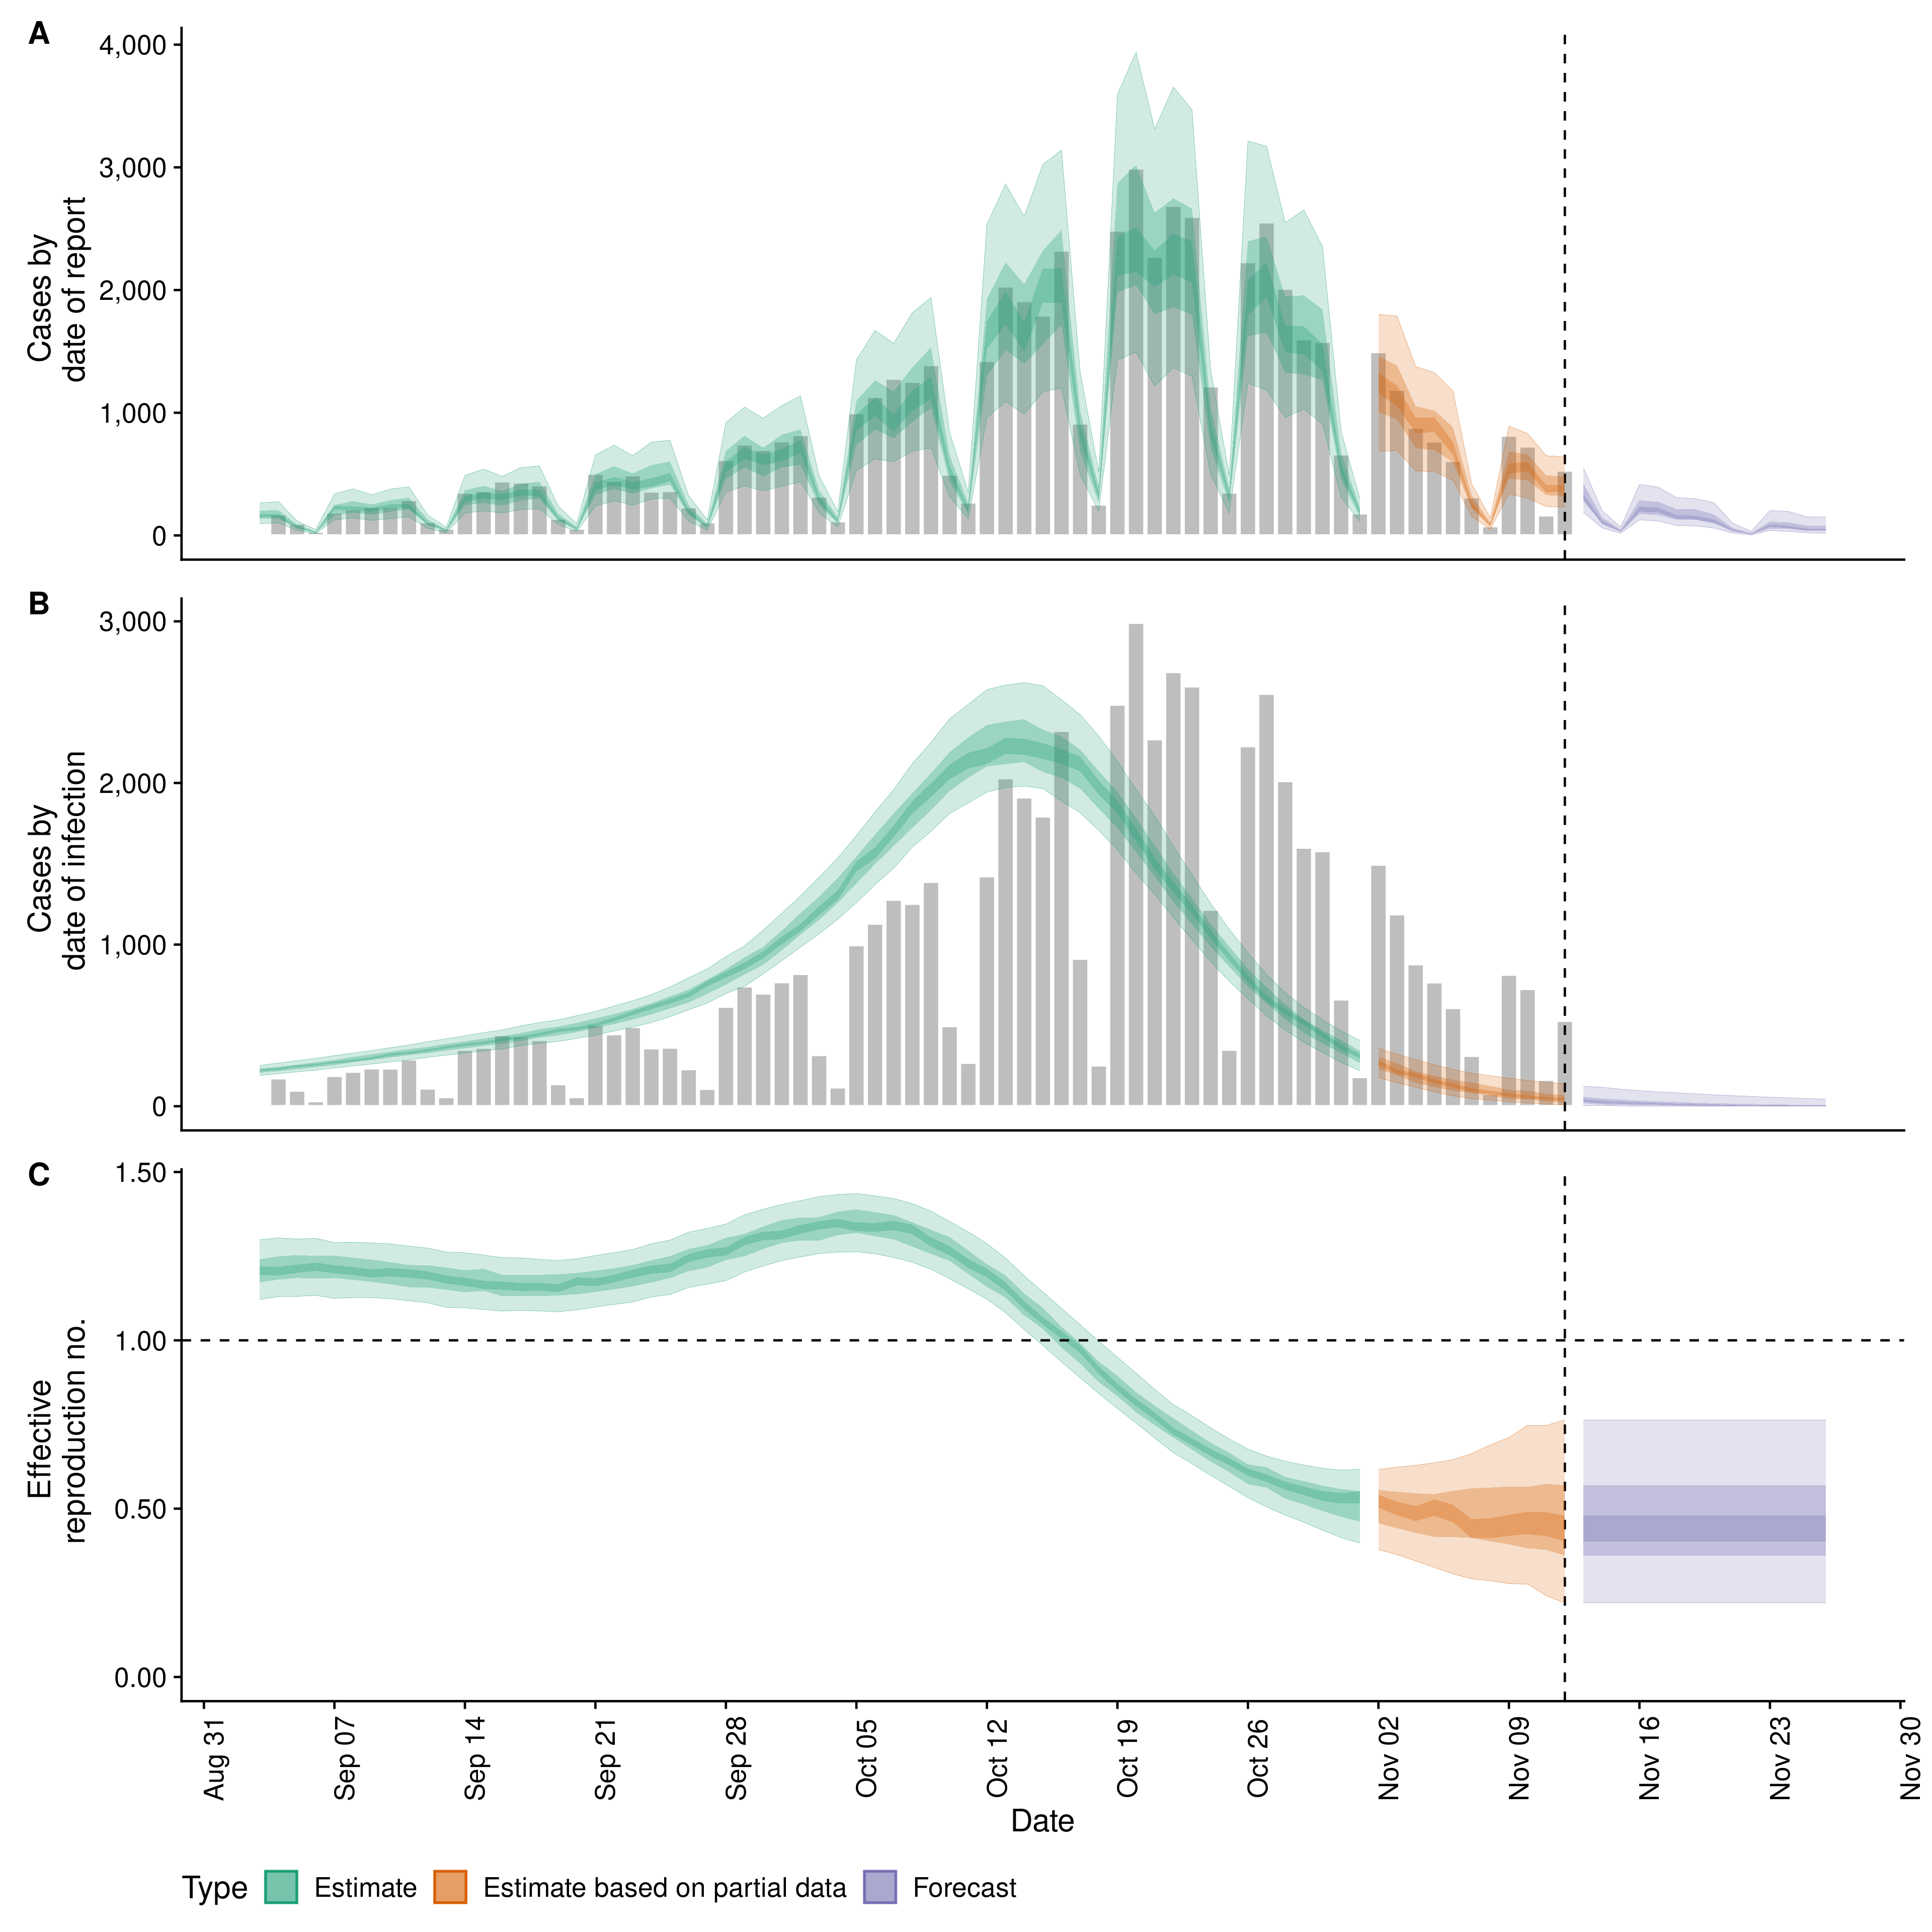 A
4,000
3,000
2,000
1,000
0
Cases by
date of report
B
3,000
2,000
1,000
0
Cases by
date of infection
C
1.50
1.00
0.50
0.00
Effective
reproduction no.
Aug 31
Sep 07
Sep 14
Sep 21
Sep 28
Oct 05
Oct 12
Oct 19
Oct 26
Nov 02
Nov 09
Nov 16
Nov 23
Nov 30
Date
Type Estimate Estimate based on partial data Forecast